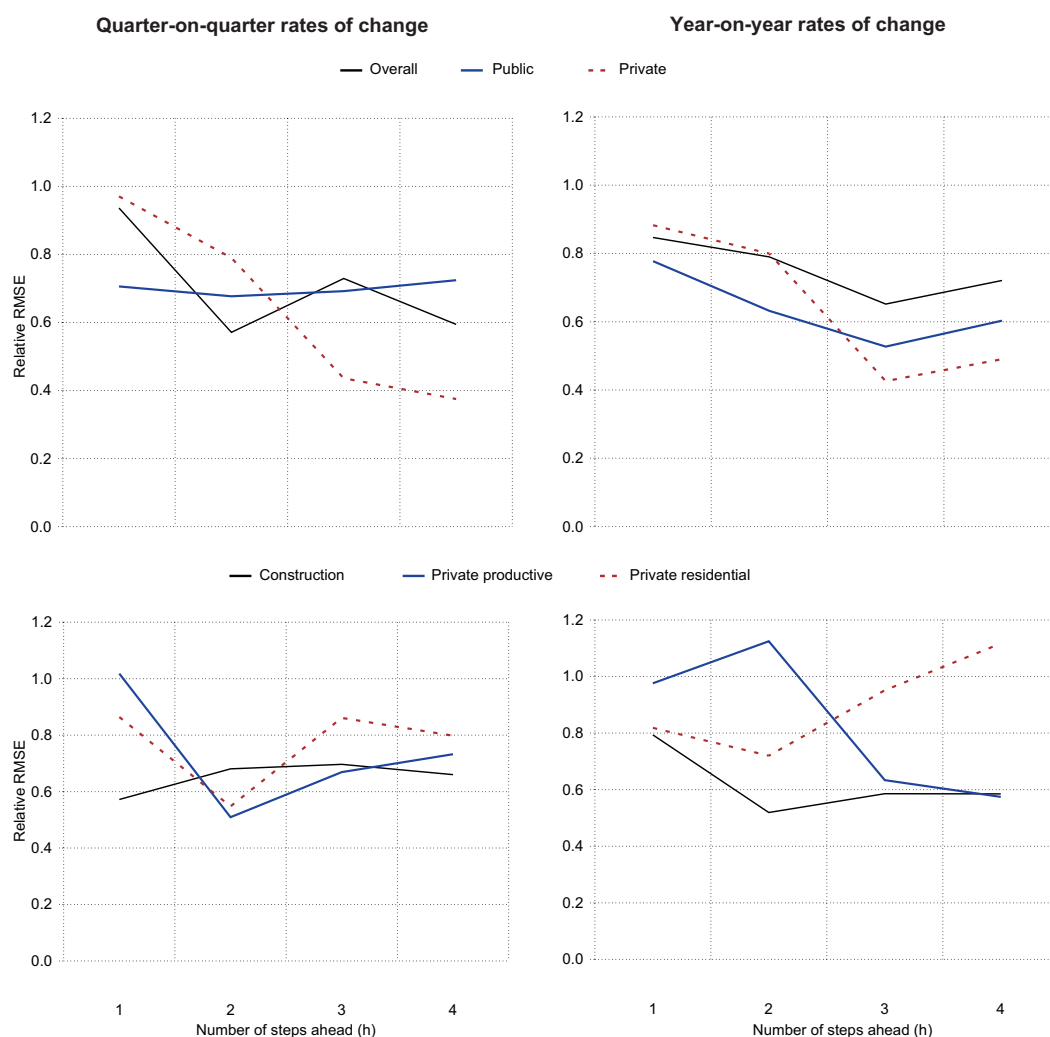 Quarter-on-quarter rates of change
Year-on-year rates of change
Overall Public Private
Relative RMSE
1.2
1.0
0.8
0.6
0.4
0.2
0.0
1.2
1.0
0.8
0.6
0.4
0.2
0.0
Construction Private productive Private residential
Relative RMSE
1.2
1.0
0.8
0.6
0.4
0.2
0.0
1 2 3 4
Number of steps ahead (h)
1.2
1.0
0.8
0.6
0.4
0.2
0.0
1 2 3 4
Number of steps ahead (h)